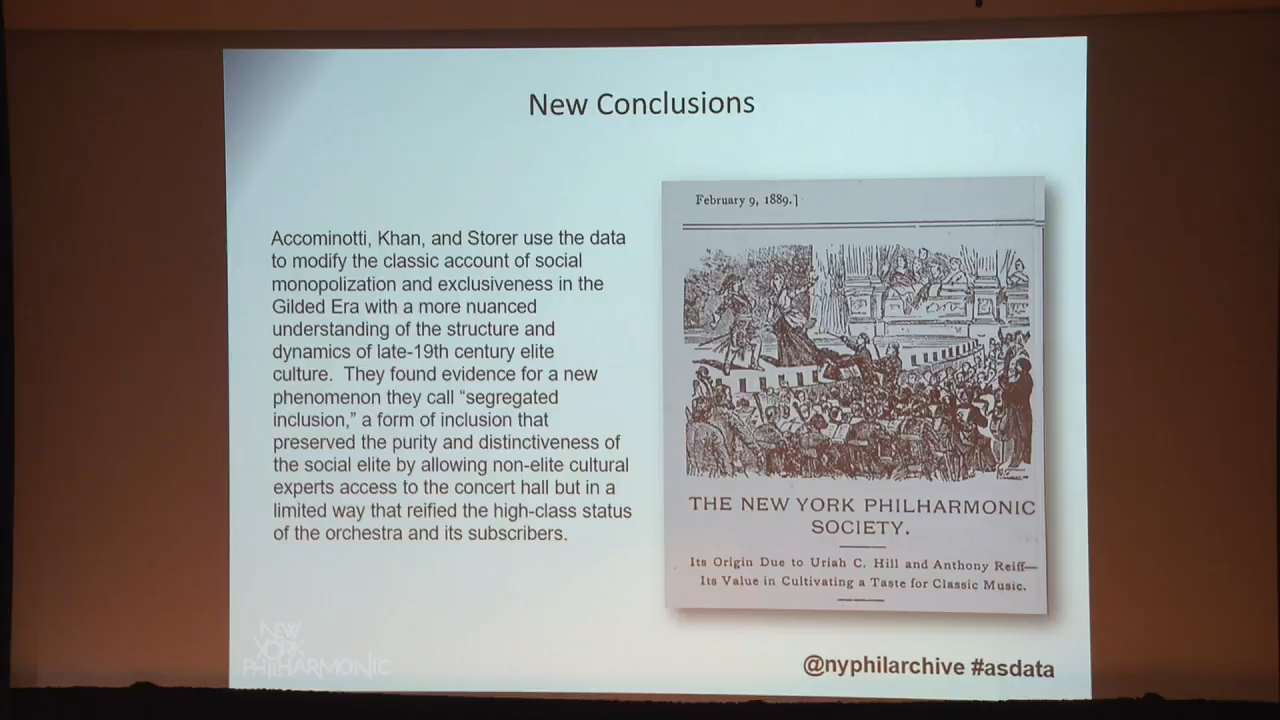 New Conclusions
Accominotti, Khan, and Storer use the data
to modify the classic account of social
monopolization and exclusiveness in the
Gilded Era with a more nuanced
understanding of the structure and
dynamics of late-19th century elite
culture. They found evidence for a new
phenomenon they call “segregated
inclusion,” a form of inclusion that
preserved the purity and distinctiveness of
the social elite by allowing non-elite cultural
experts access to the concert hall but in a
limited way that reified the high-class status
of the orchestra and its subscribers.
February 9, 1889.]
THE NEW YORK PHILHARMONIC
SOCIETY.
Its Origin Due to Uriah C. Hill and Anthony Reiff—
Its Value in Cultivating a Taste for Classic Music.
NEW
YORK
PHILHARMONIC
@nyphilarchive #asdata